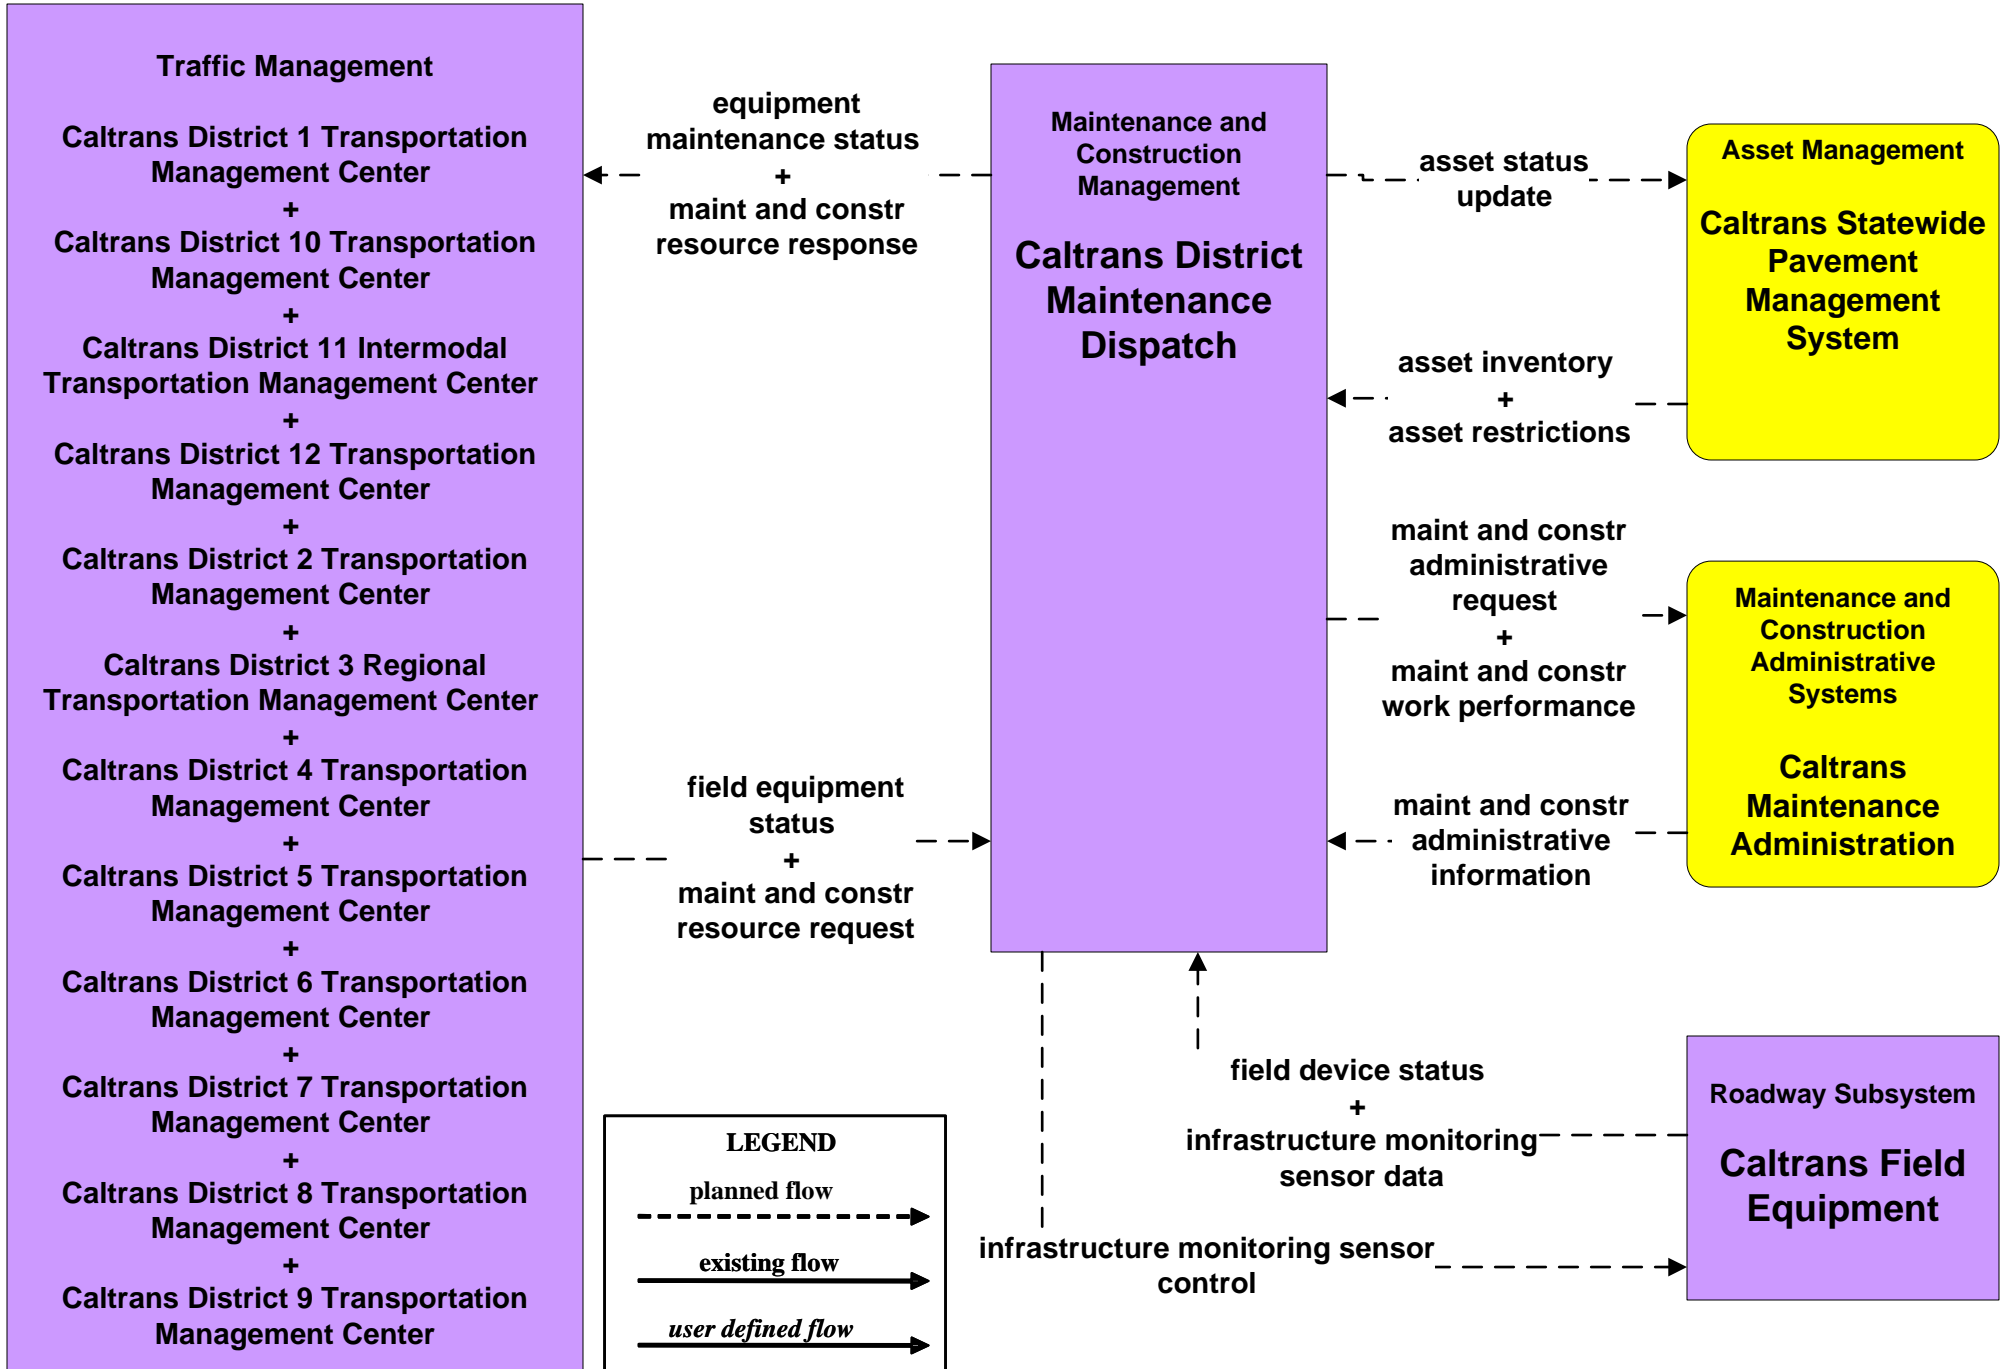 Traffic Management
Caltrans District 1 Transportation
Management Center
+
Caltrans District 10 Transportation
Management Center
+
Caltrans District 11 Intermodal
Transportation Management Center
+
Caltrans District 12 Transportation
Management Center
+
Caltrans District 2 Transportation
Management Center
+
Caltrans District 3 Regional
Transportation Management Center
+
Caltrans District 4 Transportation
Management Center
+
Caltrans District 5 Transportation
Management Center
+
Caltrans District 6 Transportation
Management Center
+
Caltrans District 7 Transportation
Management Center
+
Caltrans District 8 Transportation
Management Center
+
Caltrans District 9 Transportation
Management Center
equipment
maintenance status
+
maint and constr
resource response
field equipment
status
+
maint and constr
resource request
LEGEND
planned flow
existing flow
user defined flow
Maintenance and
Construction
Management
Caltrans District
Maintenance
Dispatch
asset status
update
asset inventory
+
asset restrictions
maint and constr
administrative
request
+
maint and constr
work performance
maint and constr
administrative
information
field device status
+
infrastructure monitoring
sensor data
infrastructure monitoring sensor
control
Asset Management
Caltrans Statewide
Pavement
Management
System
Maintenance and
Construction
Administrative
Systems
Caltrans
Maintenance
Administration
Roadway Subsystem
Caltrans Field
Equipment